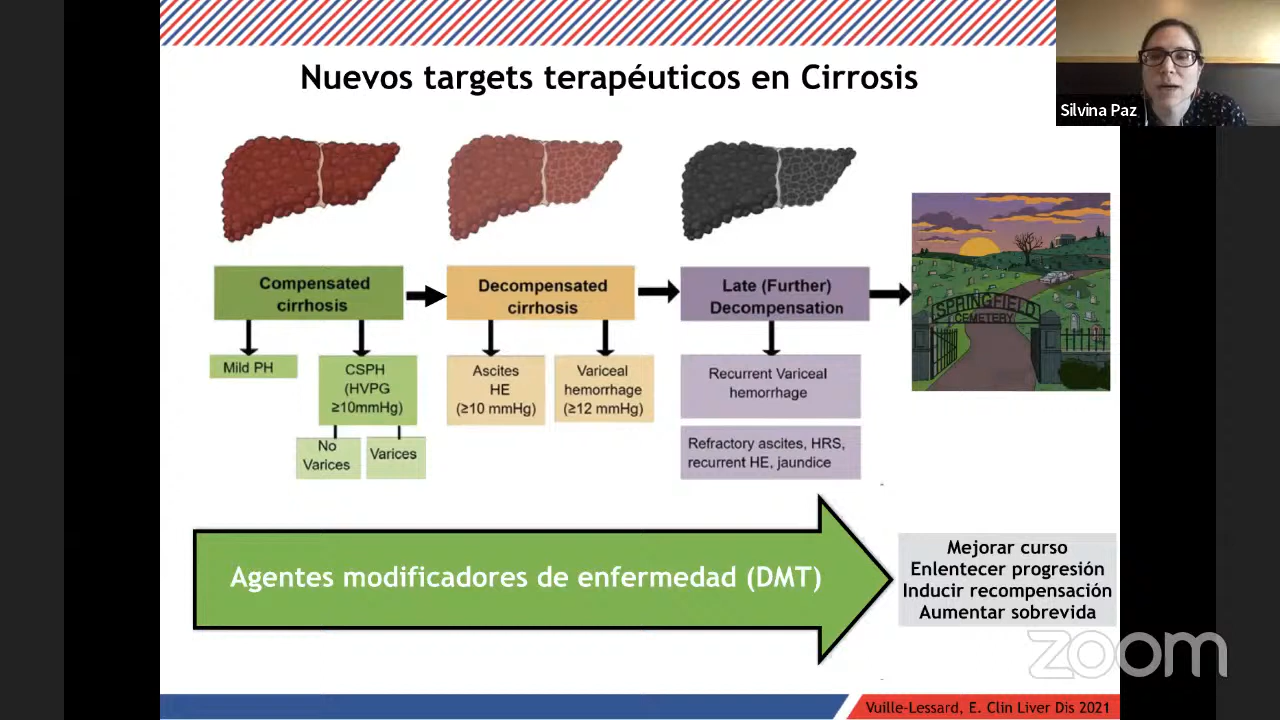 Nuevos targets terapéuticos en Cirrosis
Silvina Paz
Compensated
cirrhosis
Decompensated
cirrhosis
Late (Further)
Decompensation
SPRINGFIELD
CEMETERY
Mild PH
CSPH
(HVPG
≥10mmHg)
No
Varices
Varices
Ascites
HE
(≥10 mmHg)
Variceal
hemorrhage
(≥12 mmHg)
Recurrent Variceal
hemorrhage
Refractory ascites, HRS,
recurrent HE, jaundice
Agentes modificadores de enfermedad (DMT)
Mejorar curso
Enlentecer progresión
Inducir recompensación
Aumentar sobrevida
zoom
Vuille-Lessard, E. Clin Liver Dis 2021